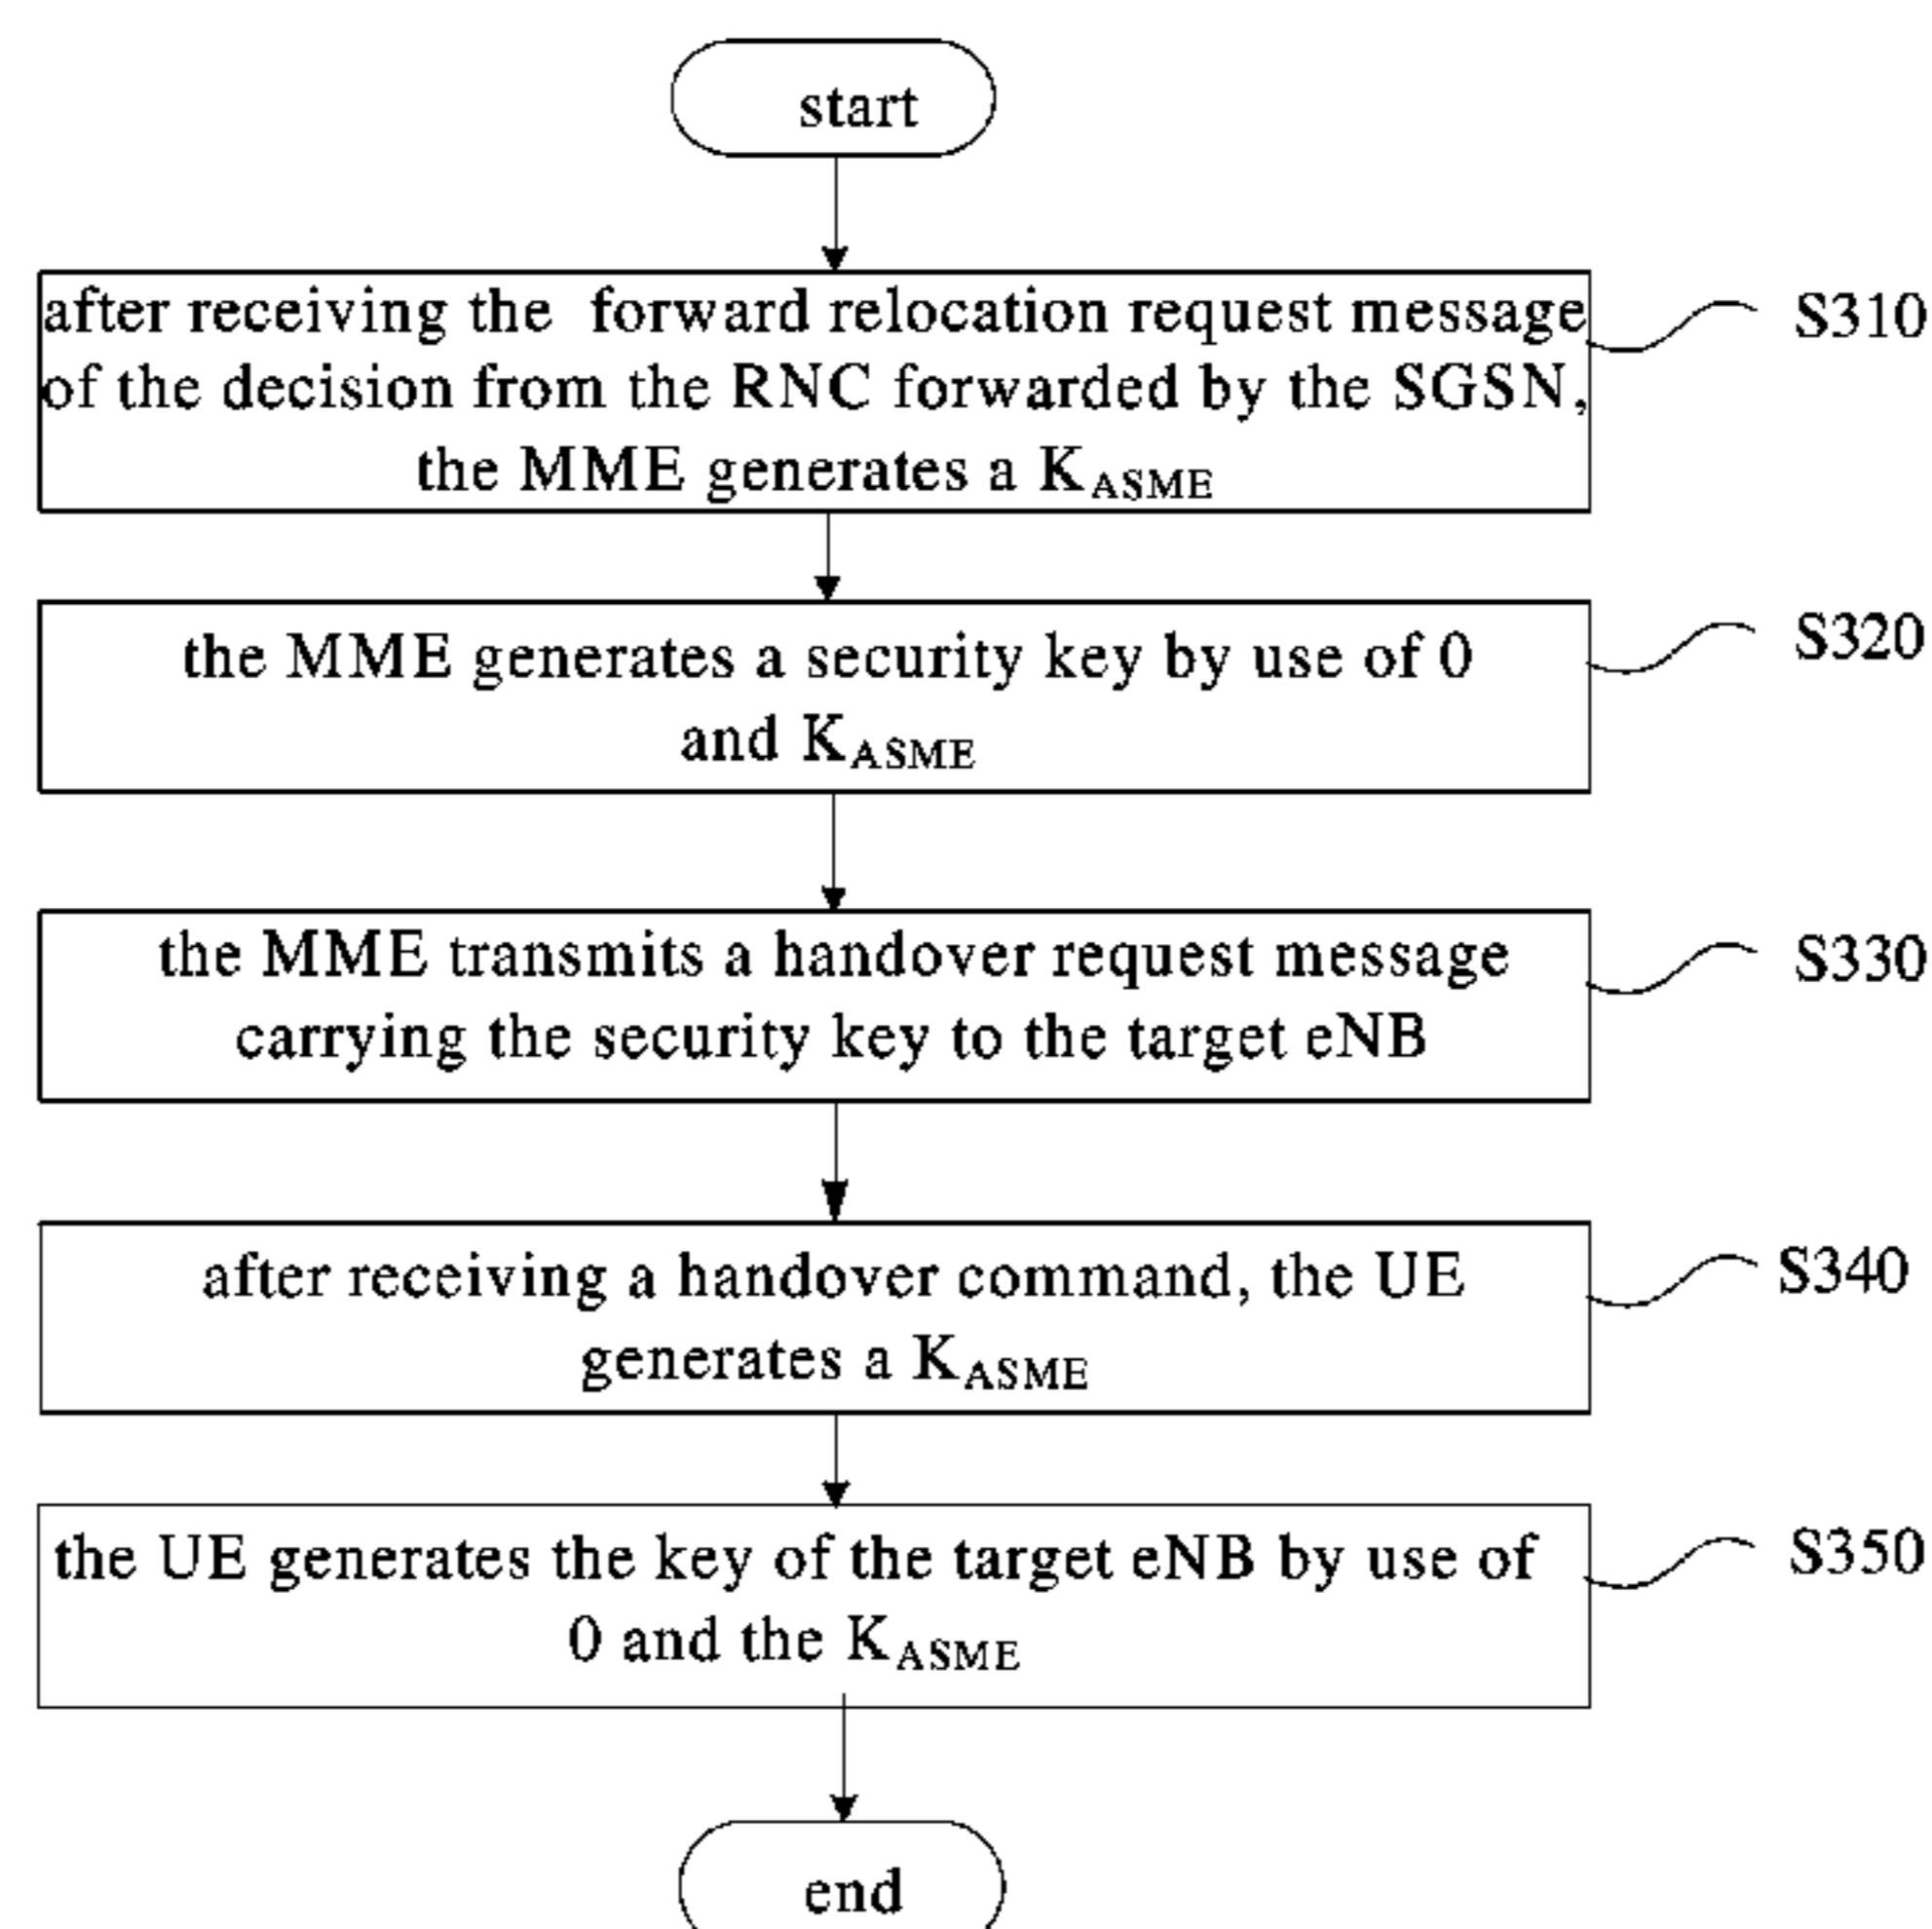 start
after receiving the forward relocation request message
of the decision from the RNC forwarded by the SGSN,
the MME generates a KASME
S310
the MME generates a security key by use of 0
and KASME
S320
the MME transmits a handover request message
carrying the security key to the target eNB
S330
after receiving a handover command, the UE
generates a KASME
S340
the UE generates the key of the target eNB by use of
0 and the KASME
S350
end